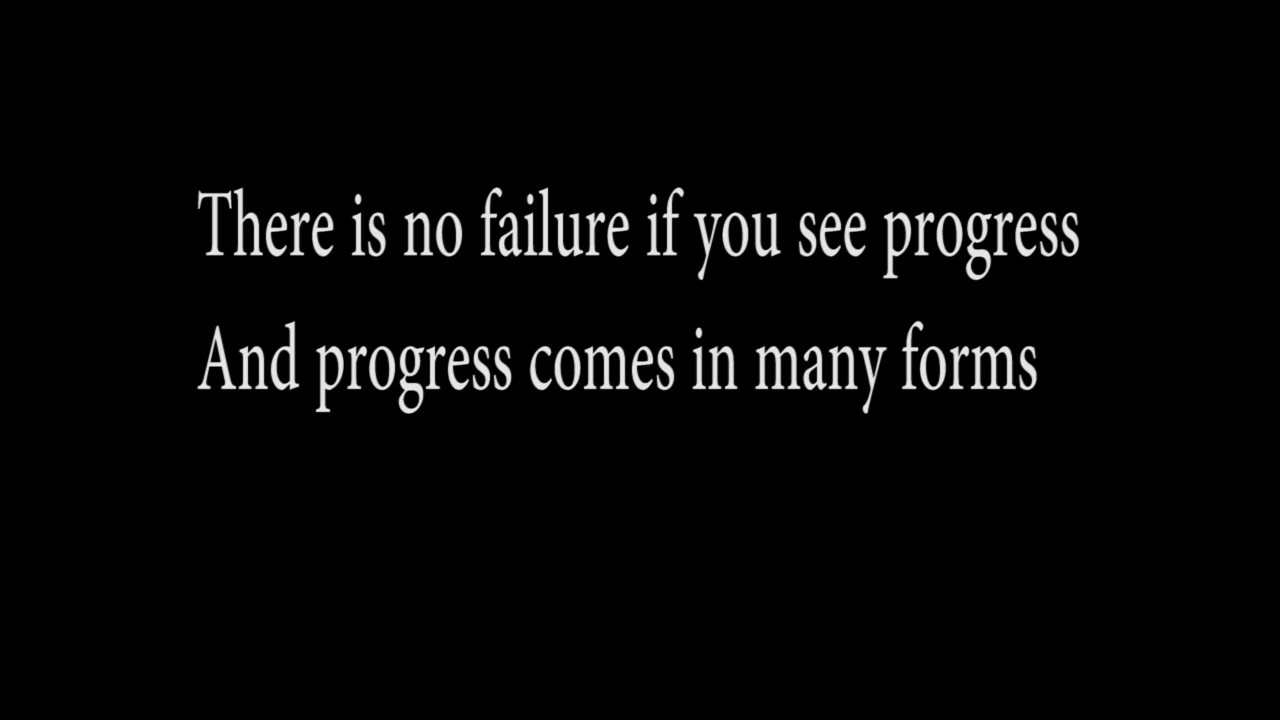 There is no failure if you see progress
And progress comes in many forms